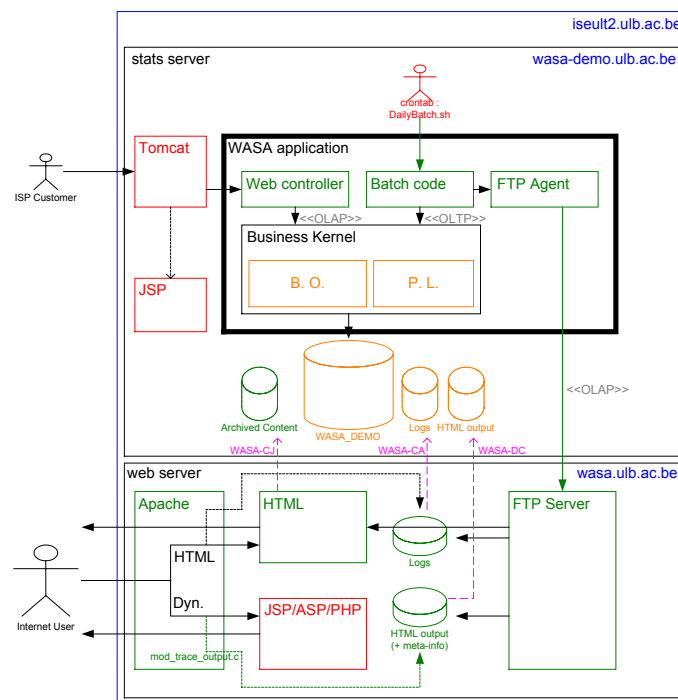 iseult2.ulb.ac.be
stats server
wasa-demo.ulb.ac.be
crontab :
DailyBatch.sh
Tomcat
WASA application
ISP Customer
Web controller
Batch code
FTP Agent
<<OLAP>>
<<OLTP>>
Business Kernel
JSP
B. O.
P. L.
<<OLAP>>
Archived Content
WASA_DEMO
Logs
HTML output
WASA-CJ
WASA-CA
WASA-DC
web server
wasa.ulb.ac.be
Apache
HTML
FTP Server
HTML
Logs
Dyn.
JSP/ASP/PHP
Internet User
HTML output
(+ meta-info)
mod_trace_output.c